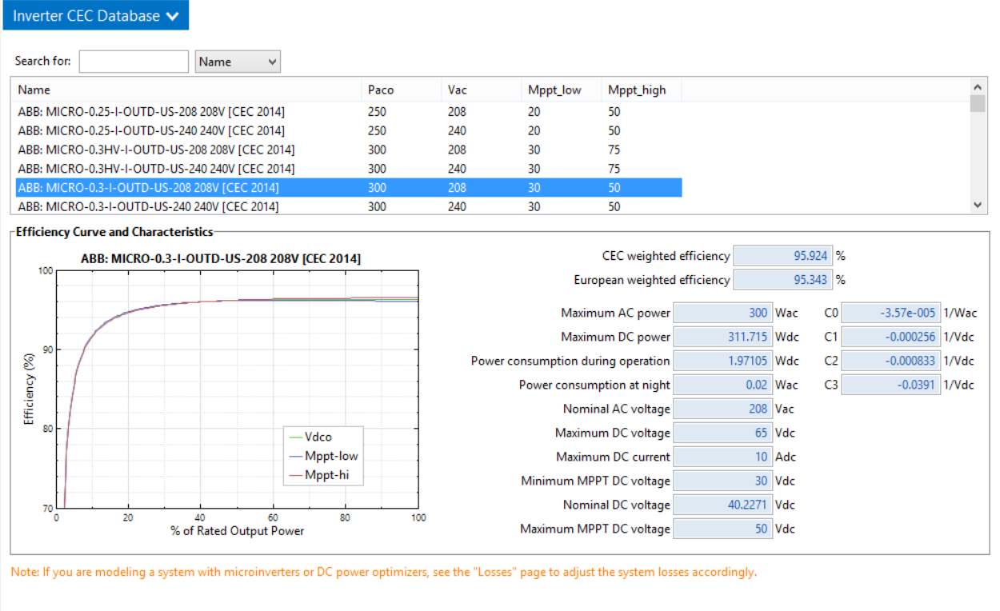 Inverter CEC Database
Search for: Name
Name Paco Vac Mppt_low Mppt_high
ABB: MICRO-0.25-I-OUTD-US-208 208V [CEC 2014] 250 208 20 50
ABB: MICRO-0.25-I-OUTD-US-240 240V [CEC 2014] 250 240 20 50
ABB: MICRO-0.3HV-I-OUTD-US-208 208V [CEC 2014] 300 208 30 75
ABB: MICRO-0.3HV-I-OUTD-US-240 240V [CEC 2014] 300 240 30 75
ABB: MICRO-0.3-I-OUTD-US-208 208V [CEC 2014] 300 208 30 50
ABB: MICRO-0.3-I-OUTD-US-240 240V [CEC 2014] 300 240 30 50
Efficiency Curve and Characteristics
ABB: MICRO-0.3-I-OUTD-US-208 208V [CEC 2014]
100
90
80
70
Efficiency (%)
Vdco
Mppt-low
Mppt-hi
0 20 40 60 80 100
% of Rated Output Power
CEC weighted efficiency 95.924 %
European weighted efficiency 95.343 %
Maximum AC power 300 Wac C0 -3.57e-005 1/Wac
Maximum DC power 311.715 Wdc C1 -0.000256 1/Vdc
Power consumption during operation 1.97105 Wdc C2 -0.000833 1/Vdc
Power consumption at night 0.02 Wac C3 -0.0391 1/Vdc
Nominal AC voltage 208 Vac
Maximum DC voltage 65 Vdc
Maximum DC current 10 Adc
Minimum MPPT DC voltage 30 Vdc
Nominal DC voltage 40.2271 Vdc
Maximum MPPT DC voltage 50 Vdc
Note: If you are modeling a system with microinverters or DC power optimizers, see the "Losses" page to adjust the system losses accordingly.